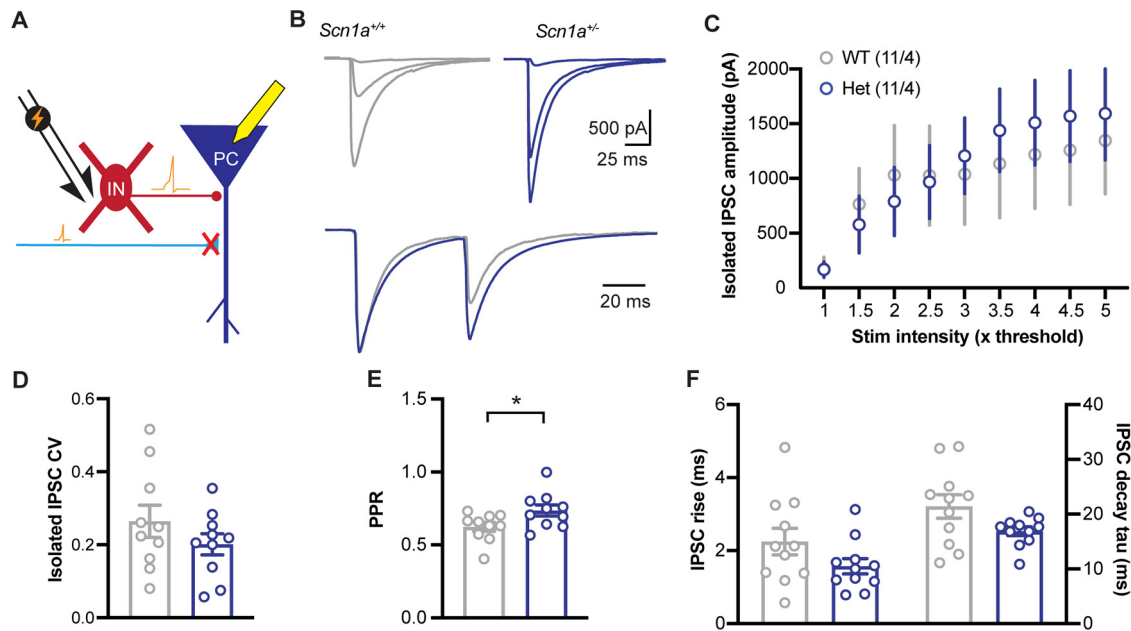 A
IN
PC
B
Scn1a+/+
Scn1a+/-
500 pA
25 ms
20 ms
C
Isolated IPSC amplitude (pA)
2000
1500
1000
500
0
WT (11/4)
Het (11/4)
1 1.5 2 2.5 3 3.5 4 4.5 5
Stim intensity (x threshold)
D
Isolated IPSC CV
0.6
0.4
0.2
0.0
E
PPR
1.5
1.0
0.5
0.0
*
F
IPSC rise (ms)
6
4
2
0
40
30
20
10
0
IPSC decay tau (ms)